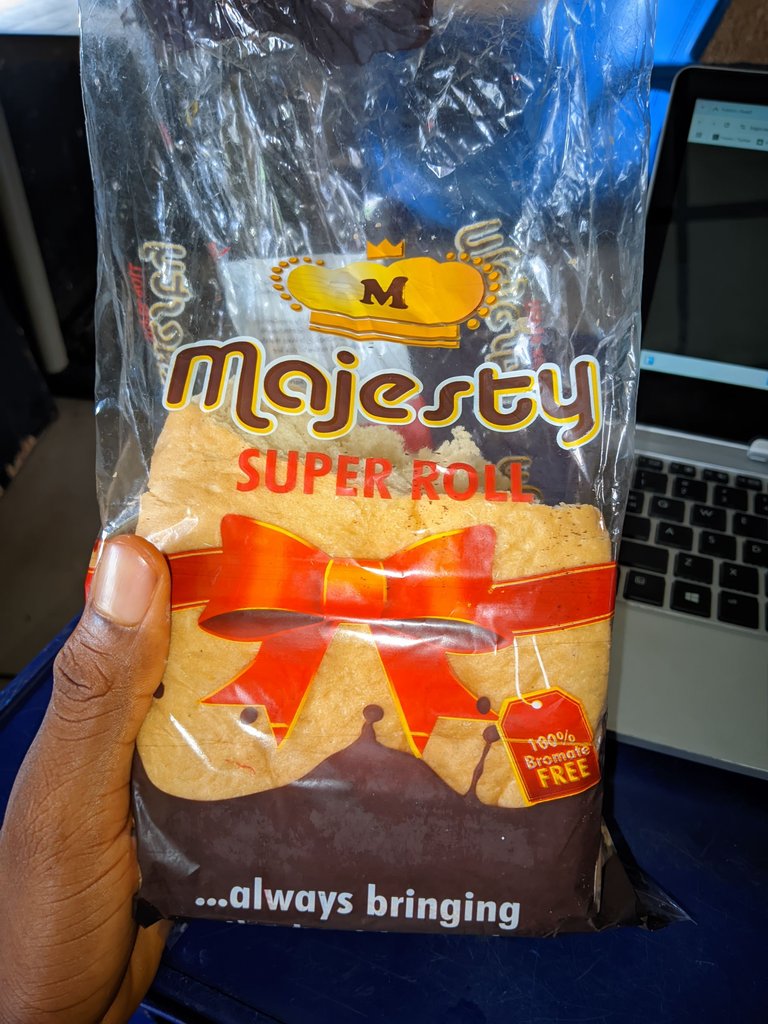 M
Majesty
SUPER ROLL
100%
Bromate
FREE
...always bringing